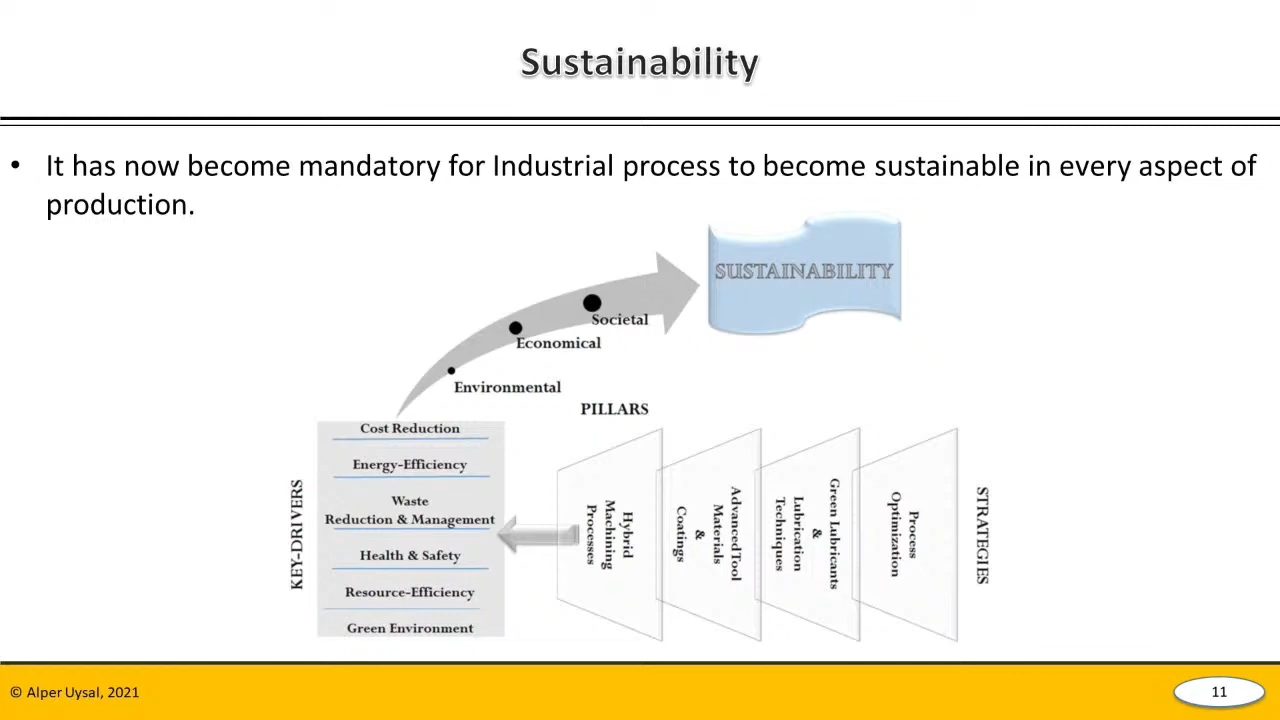 Sustainability
• It has now become mandatory for Industrial process to become sustainable in every aspect of
production.
SUSTAINABILITY
Societal
Economical
Environmental
PILLARS
KEY-DRIVERS
Cost Reduction
Energy-Efficiency
Waste
Reduction & Management
Health & Safety
Resource-Efficiency
Green Environment
Hybrid
Machining
Processes
Advanced Tool
Materials
&
Coatings
Green Lubricants
&
Lubrication
Techniques
Process
Optimization
STRATEGIES
© Alper Uysal, 2021
11